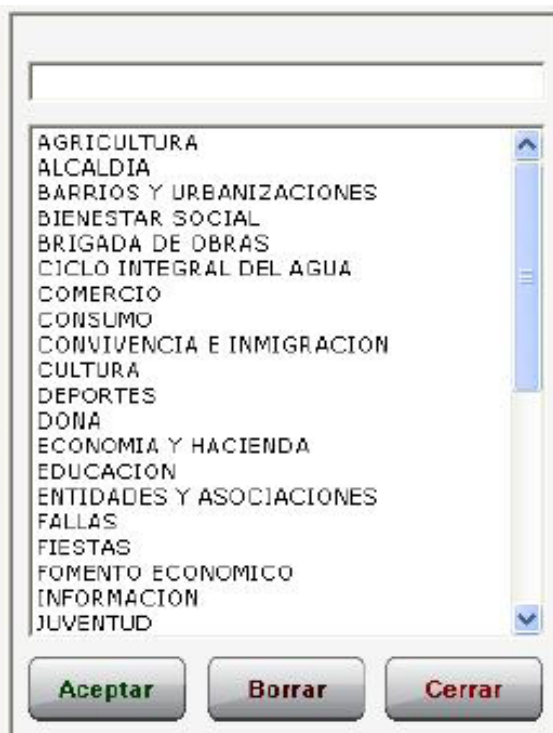 AGRICULTURA
ALCALDIA
BARRIOS Y URBANIZACIONES
BIENESTAR SOCIAL
BRIGADA DE OBRAS
CICLO INTEGRAL DEL AGUA
COMERCIO
CONSUMO
CONVIVENCIA E INMIGRACION
CULTURA
DEPORTES
DONA
ECONOMIA Y HACIENDA
EDUCACION
ENTIDADES Y ASOCIACIONES
FALLAS
FIESTAS
FOMENTO ECONOMICO
INFORMACION
JUVENTUD
Aceptar Borrar Cerrar